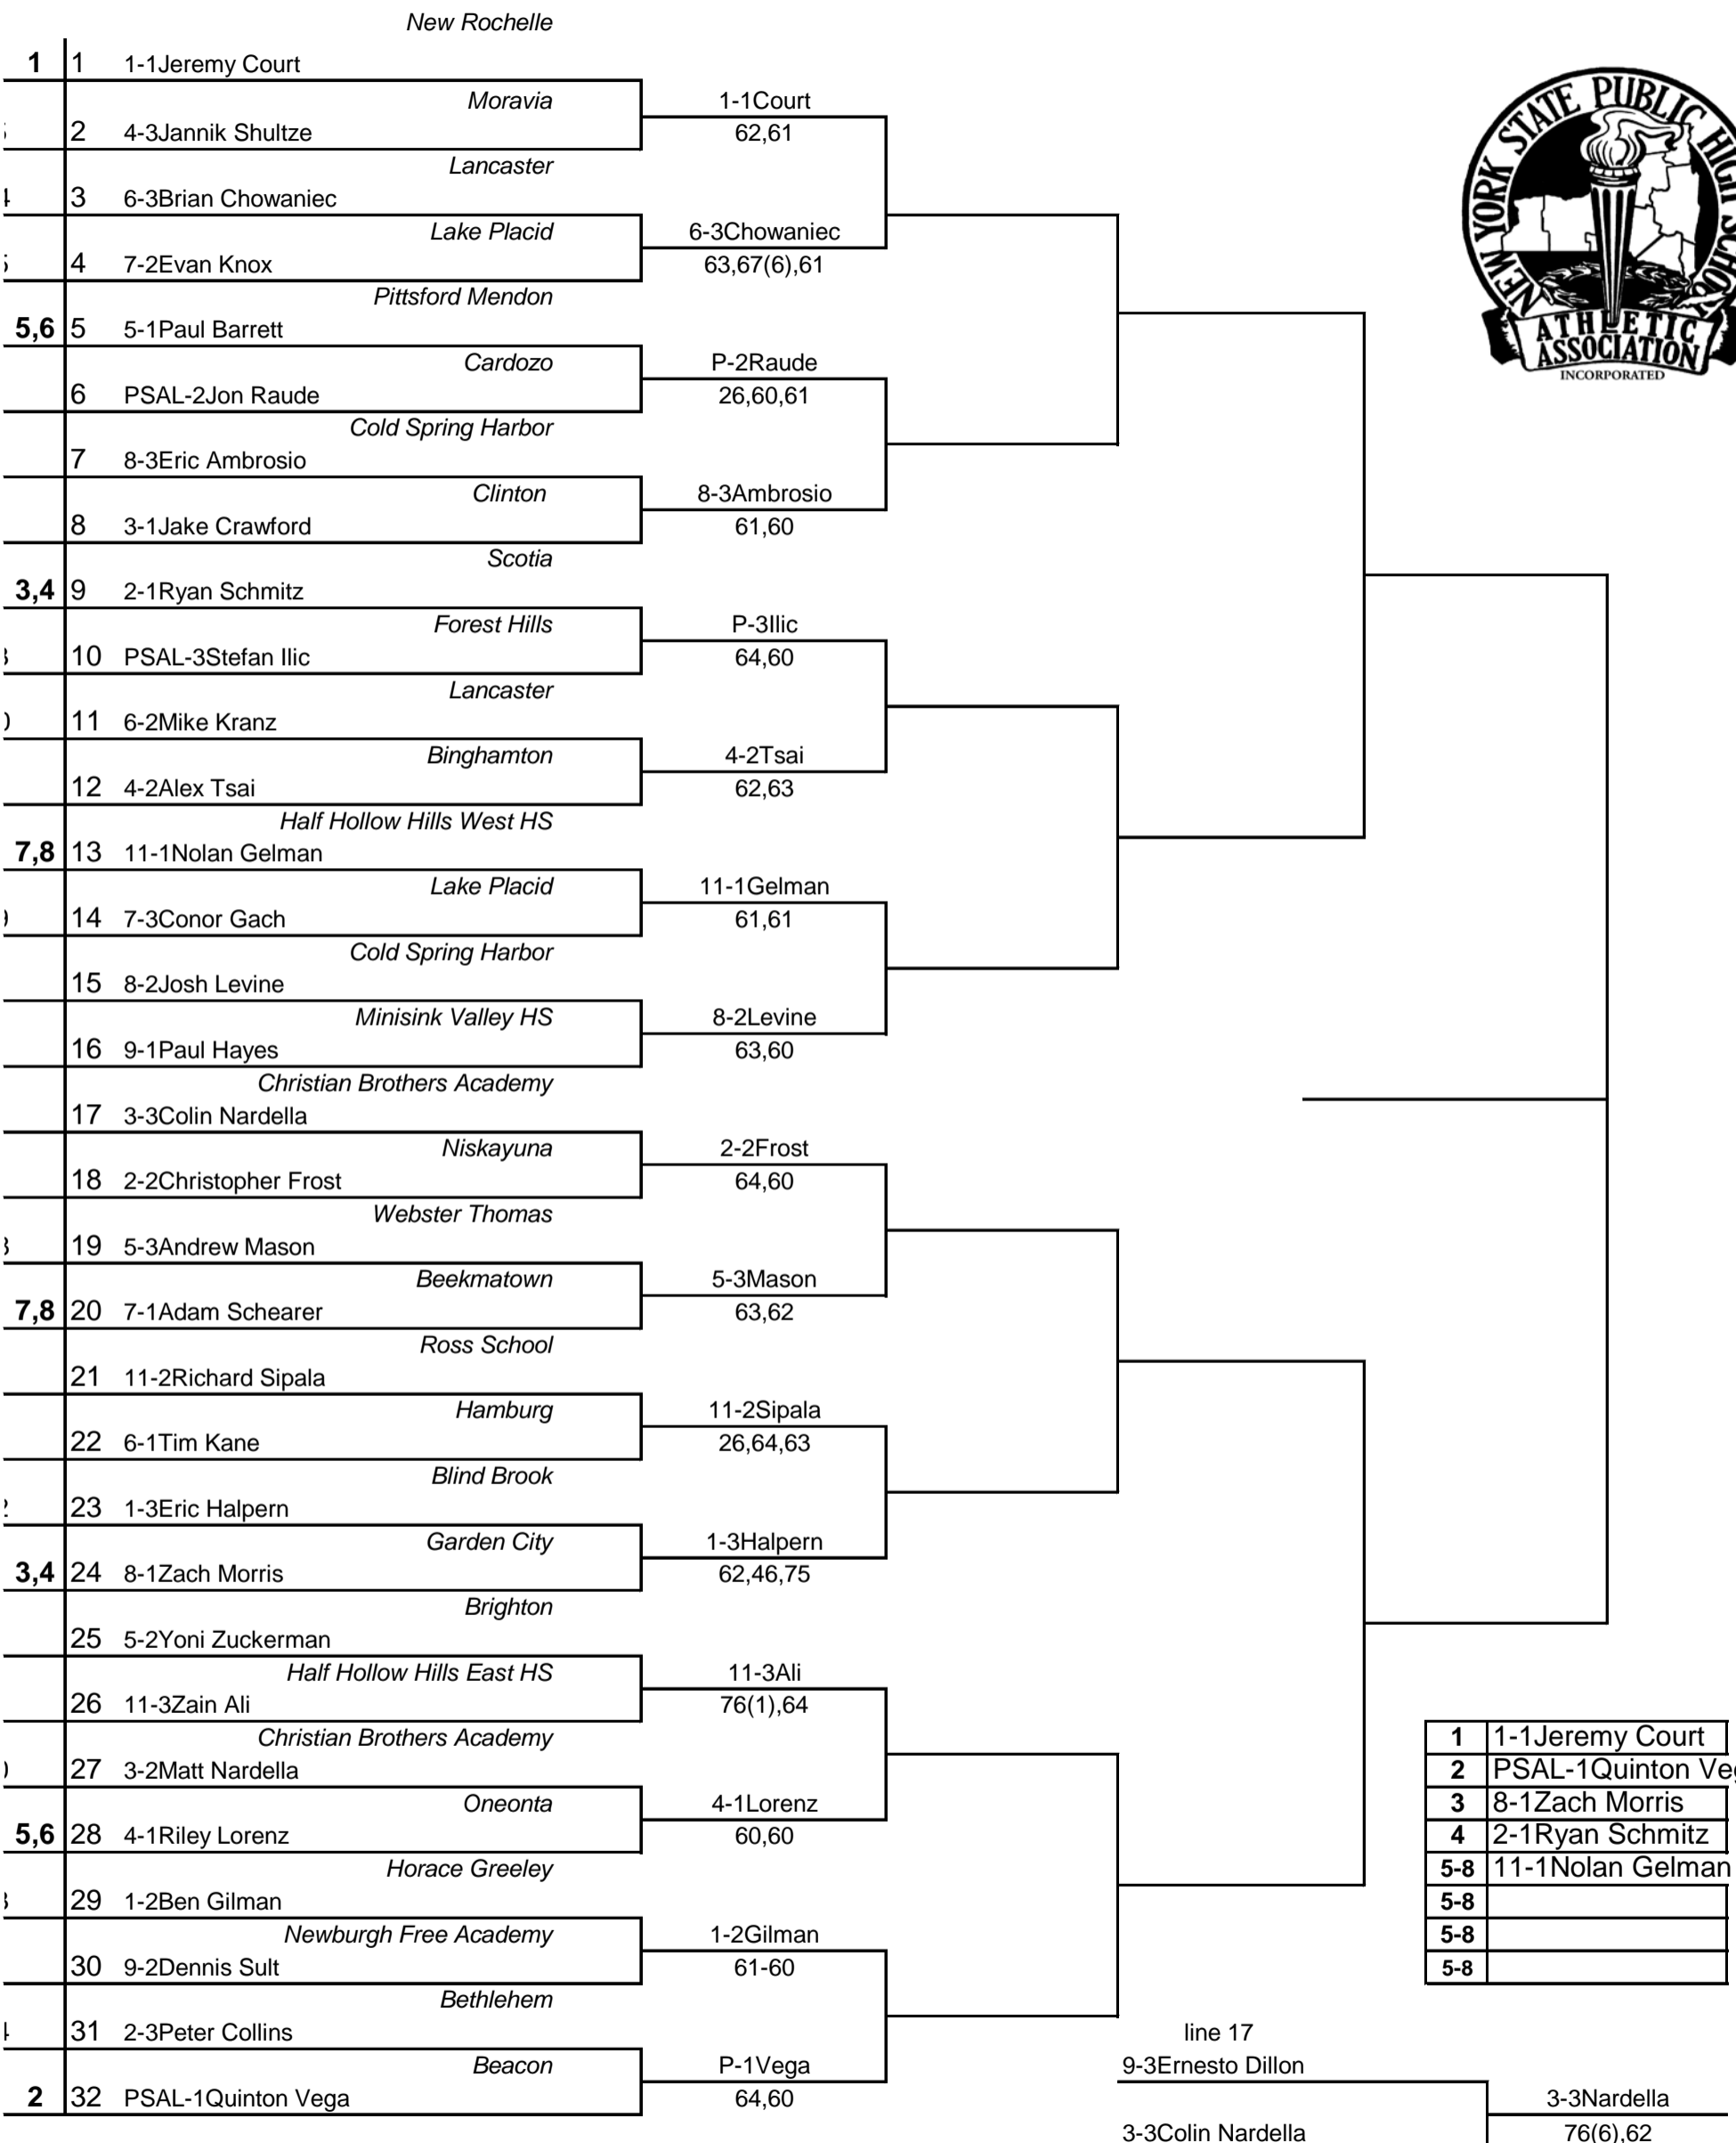 New Rochelle
1 1 1-1Jeremy Court
Moravia 1-1Court
2 4-3Jannik Shultze 62,61
Lancaster
3 6-3Brian Chowaniec
Lake Placid 6-3Chowaniec
4 7-2Evan Knox 63,67(6),61
Pittsford Mendon
5,6 5 5-1Paul Barrett
Cardozo P-2Raude
6 PSAL-2Jon Raude 26,60,61
Cold Spring Harbor
7 8-3Eric Ambrosio
Clinton 8-3Ambrosio
8 3-1Jake Crawford 61,60
Scotia
3,4 9 2-1Ryan Schmitz
Forest Hills P-3Ilic
10 PSAL-3Stefan Ilic 64,60
Lancaster
11 6-2Mike Kranz
Binghamton 4-2Tsai
12 4-2Alex Tsai 62,63
Half Hollow Hills West HS
7,8 13 11-1Nolan Gelman
Lake Placid 11-1Gelman
14 7-3Conor Gach 61,61
Cold Spring Harbor
15 8-2Josh Levine
Minisink Valley HS 8-2Levine
16 9-1Paul Hayes 63,60
Christian Brothers Academy
17 3-3Colin Nardella
Niskayuna 2-2Frost
18 2-2Christopher Frost 64,60
Webster Thomas
19 5-3Andrew Mason
Beekmatown 5-3Mason
7,8 20 7-1Adam Schearer 63,62
Ross School
21 11-2Richard Sipala
Hamburg 11-2Sipala
22 6-1Tim Kane 26,64,63
Blind Brook
23 1-3Eric Halpern
Garden City 1-3Halpern
3,4 24 8-1Zach Morris 62,46,75
Brighton
25 5-2Yoni Zuckerman
Half Hollow Hills East HS 11-3Ali
26 11-3Zain Ali 76(1),64
Christian Brothers Academy
27 3-2Matt Nardella
Oneonta 4-1Lorenz
5,6 28 4-1Riley Lorenz 60,60
Horace Greeley
29 1-2Ben Gilman
Newburgh Free Academy 1-2Gilman
30 9-2Dennis Sult 61-60
Bethlehem
31 2-3Peter Collins
Beacon P-1Vega
2 32 PSAL-1Quinton Vega 64,60
NEW YORK STATE PUBLIC HIGH
ATHLETIC
ASSOCIATION
INCORPORATED
1 1-1Jeremy Court
2 PSAL-1Quinton
3 8-1Zach Morris
4 2-1Ryan Schmitz
5-8 11-1Nolan Gelman
5-8
5-8
5-8
line 17
9-3Ernesto Dillon
3-3Nardella
3-3Colin Nardella 76(6),62